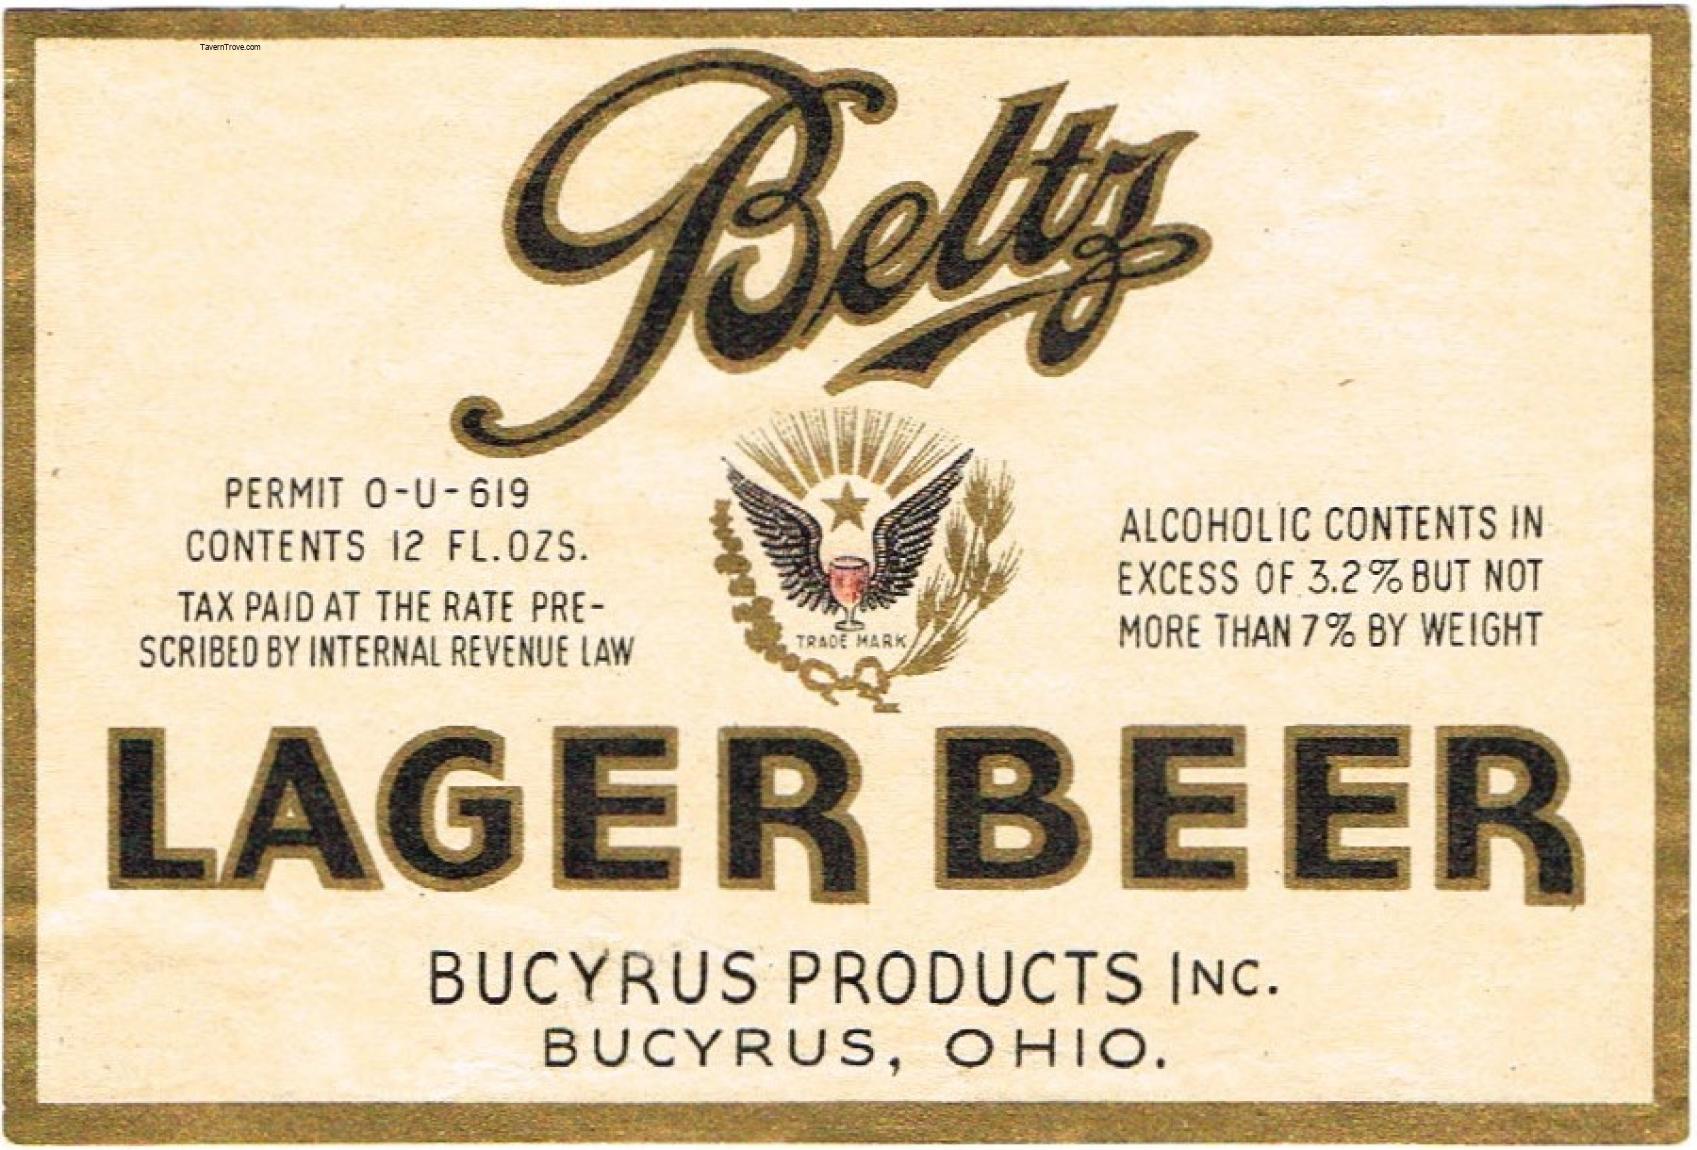 TavernTrove.com
Beltz
PERMIT O-U-619
CONTENTS 12 FL.OZS.
TAX PAID AT THE RATE PRE-
SCRIBED BY INTERNAL REVENUE LAW
TRADE MARK
ALCOHOLIC CONTENTS IN
EXCESS OF 3.2% BUT NOT
MORE THAN 7% BY WEIGHT
LAGER BEER
BUCYRUS PRODUCTS INC.
BUCYRUS, OHIO.